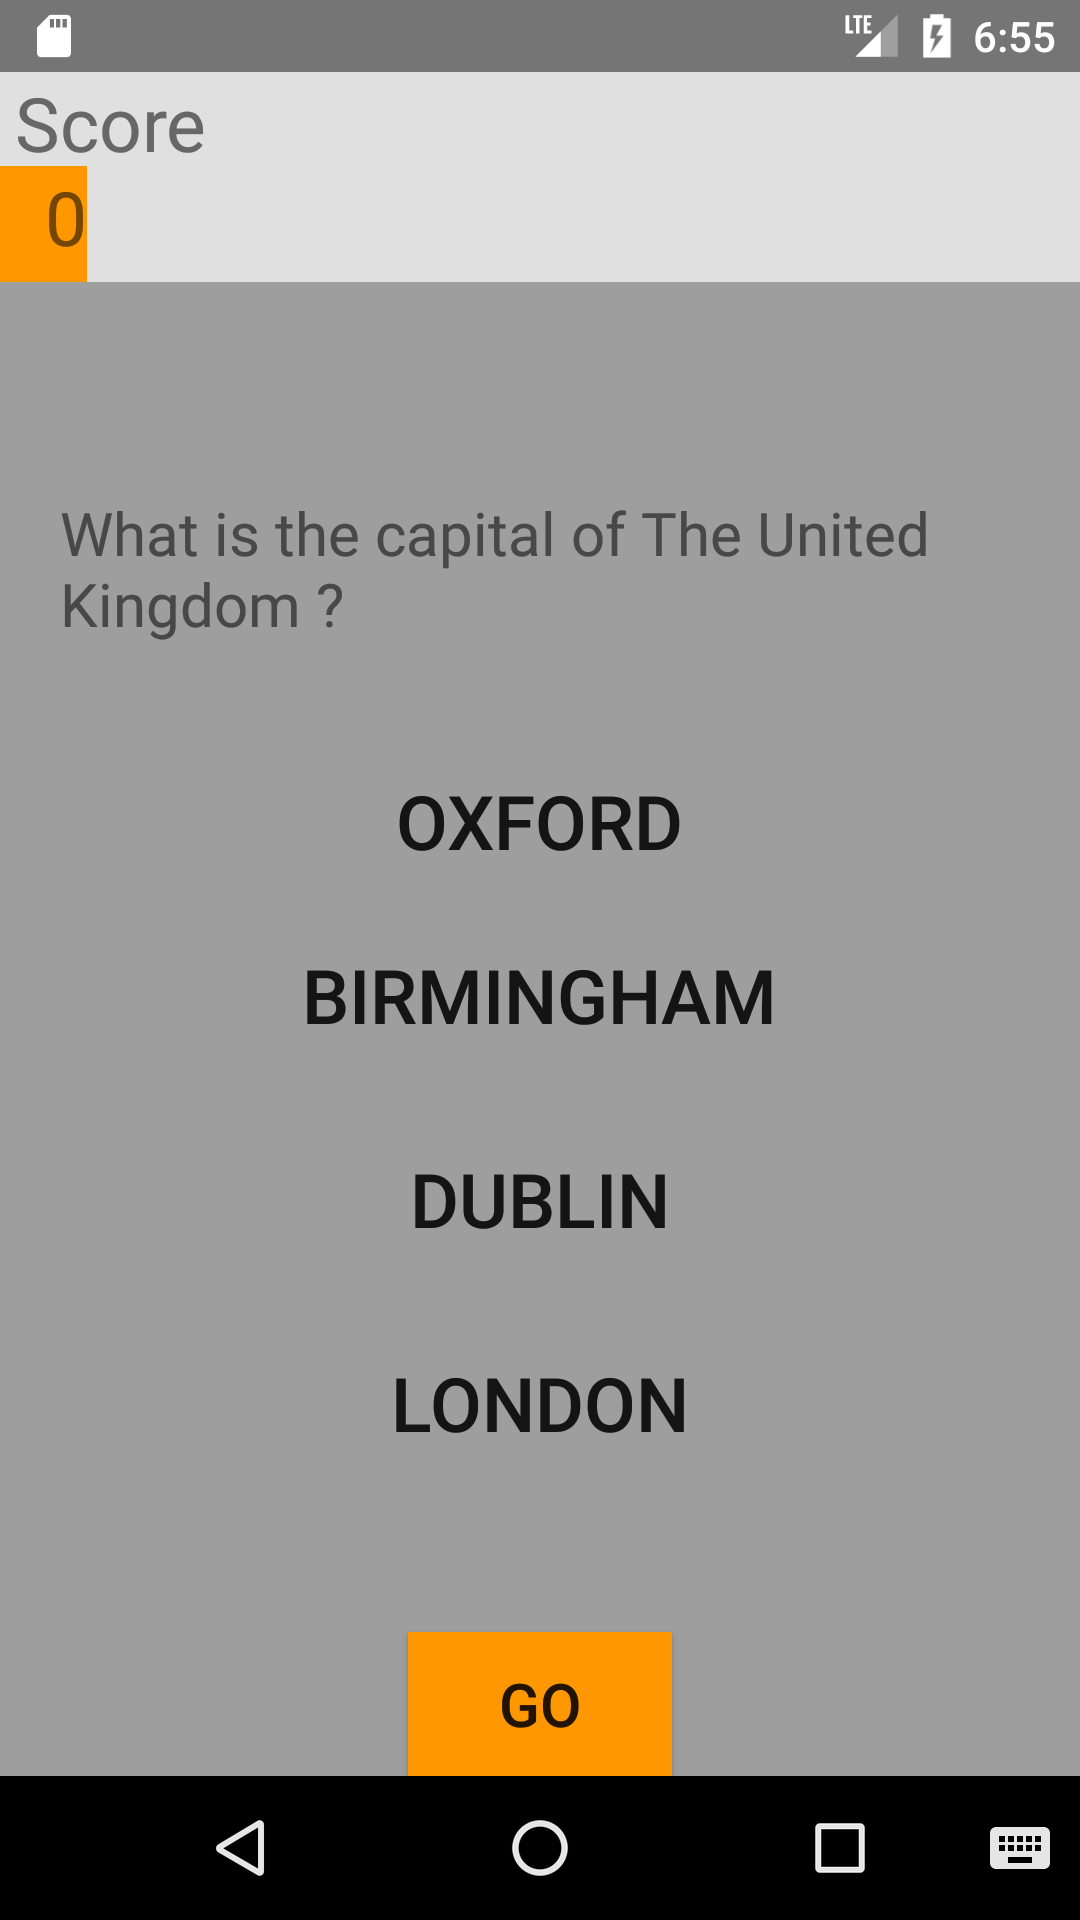 LTE 6:55
Score
0
What is the capital of The United
Kingdom ?
OXFORD
BIRMINGHAM
DUBLIN
LONDON
GO